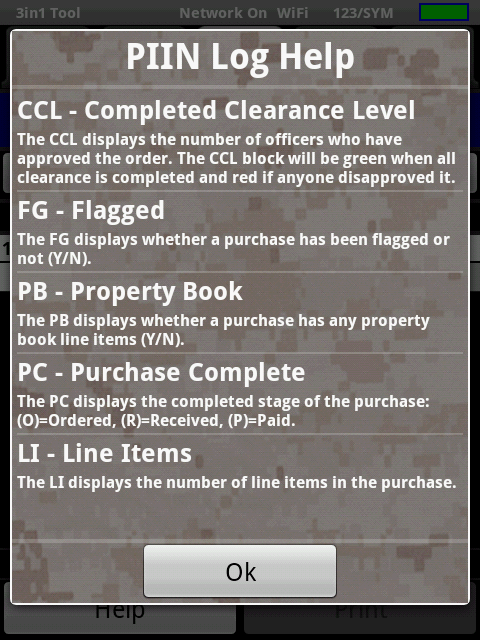 3in1 Tool Network On WiFi 123/SYM
PIIN Log Help
CCL - Completed Clearance Level
The CCL displays the number of officers who have
approved the order. The CCL block will be green when all
clearance is completed and red if anyone disapproved it.
FG - Flagged
The FG displays whether a purchase has been flagged or
not (Y/N).
PB - Property Book
The PB displays whether a purchase has any property
book line items (Y/N).
PC - Purchase Complete
The PC displays the completed stage of the purchase:
(O)=Ordered, (R)=Received, (P)=Paid.
LI - Line Items
The LI displays the number of line items in the purchase.
Ok
Help Print